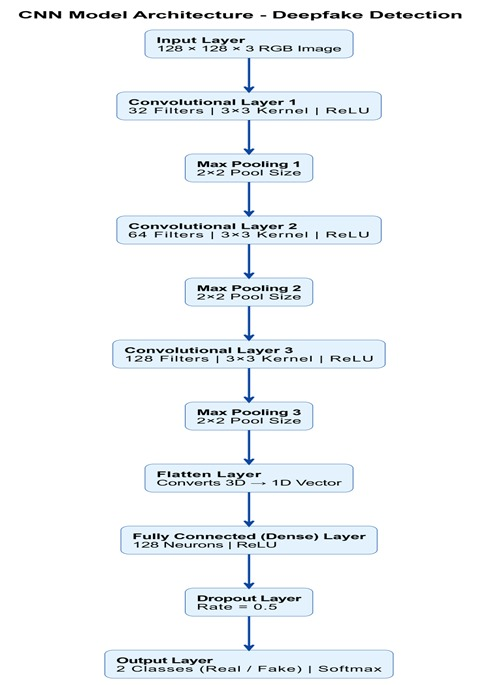 CNN Model Architecture - Deepfake Detection
Input Layer
128 × 128 × 3 RGB Image
Convolutional Layer 1
32 Filters | 3×3 Kernel | ReLU
Max Pooling 1
2×2 Pool Size
Convolutional Layer 2
64 Filters | 3×3 Kernel | ReLU
Max Pooling 2
2×2 Pool Size
Convolutional Layer 3
128 Filters | 3×3 Kernel | ReLU
Max Pooling 3
2×2 Pool Size
Flatten Layer
Converts 3D → 1D Vector
Fully Connected (Dense) Layer
128 Neurons | ReLU
Dropout Layer
Rate = 0.5
Output Layer
2 Classes (Real / Fake) | Softmax